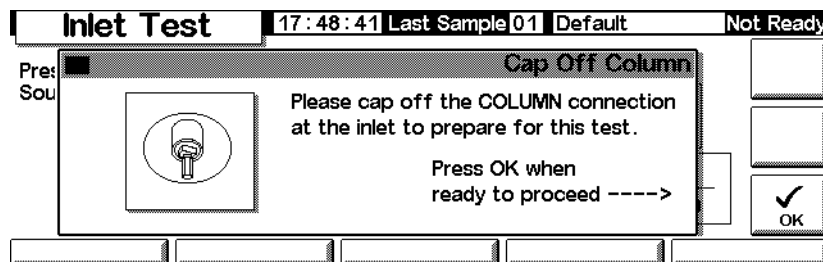 Inlet Test
17:48:41 Last Sample 01 Default Not Ready
Cap Off Column
Please cap off the COLUMN connection
at the inlet to prepare for this test.
Press OK when
ready to proceed ---->
OK